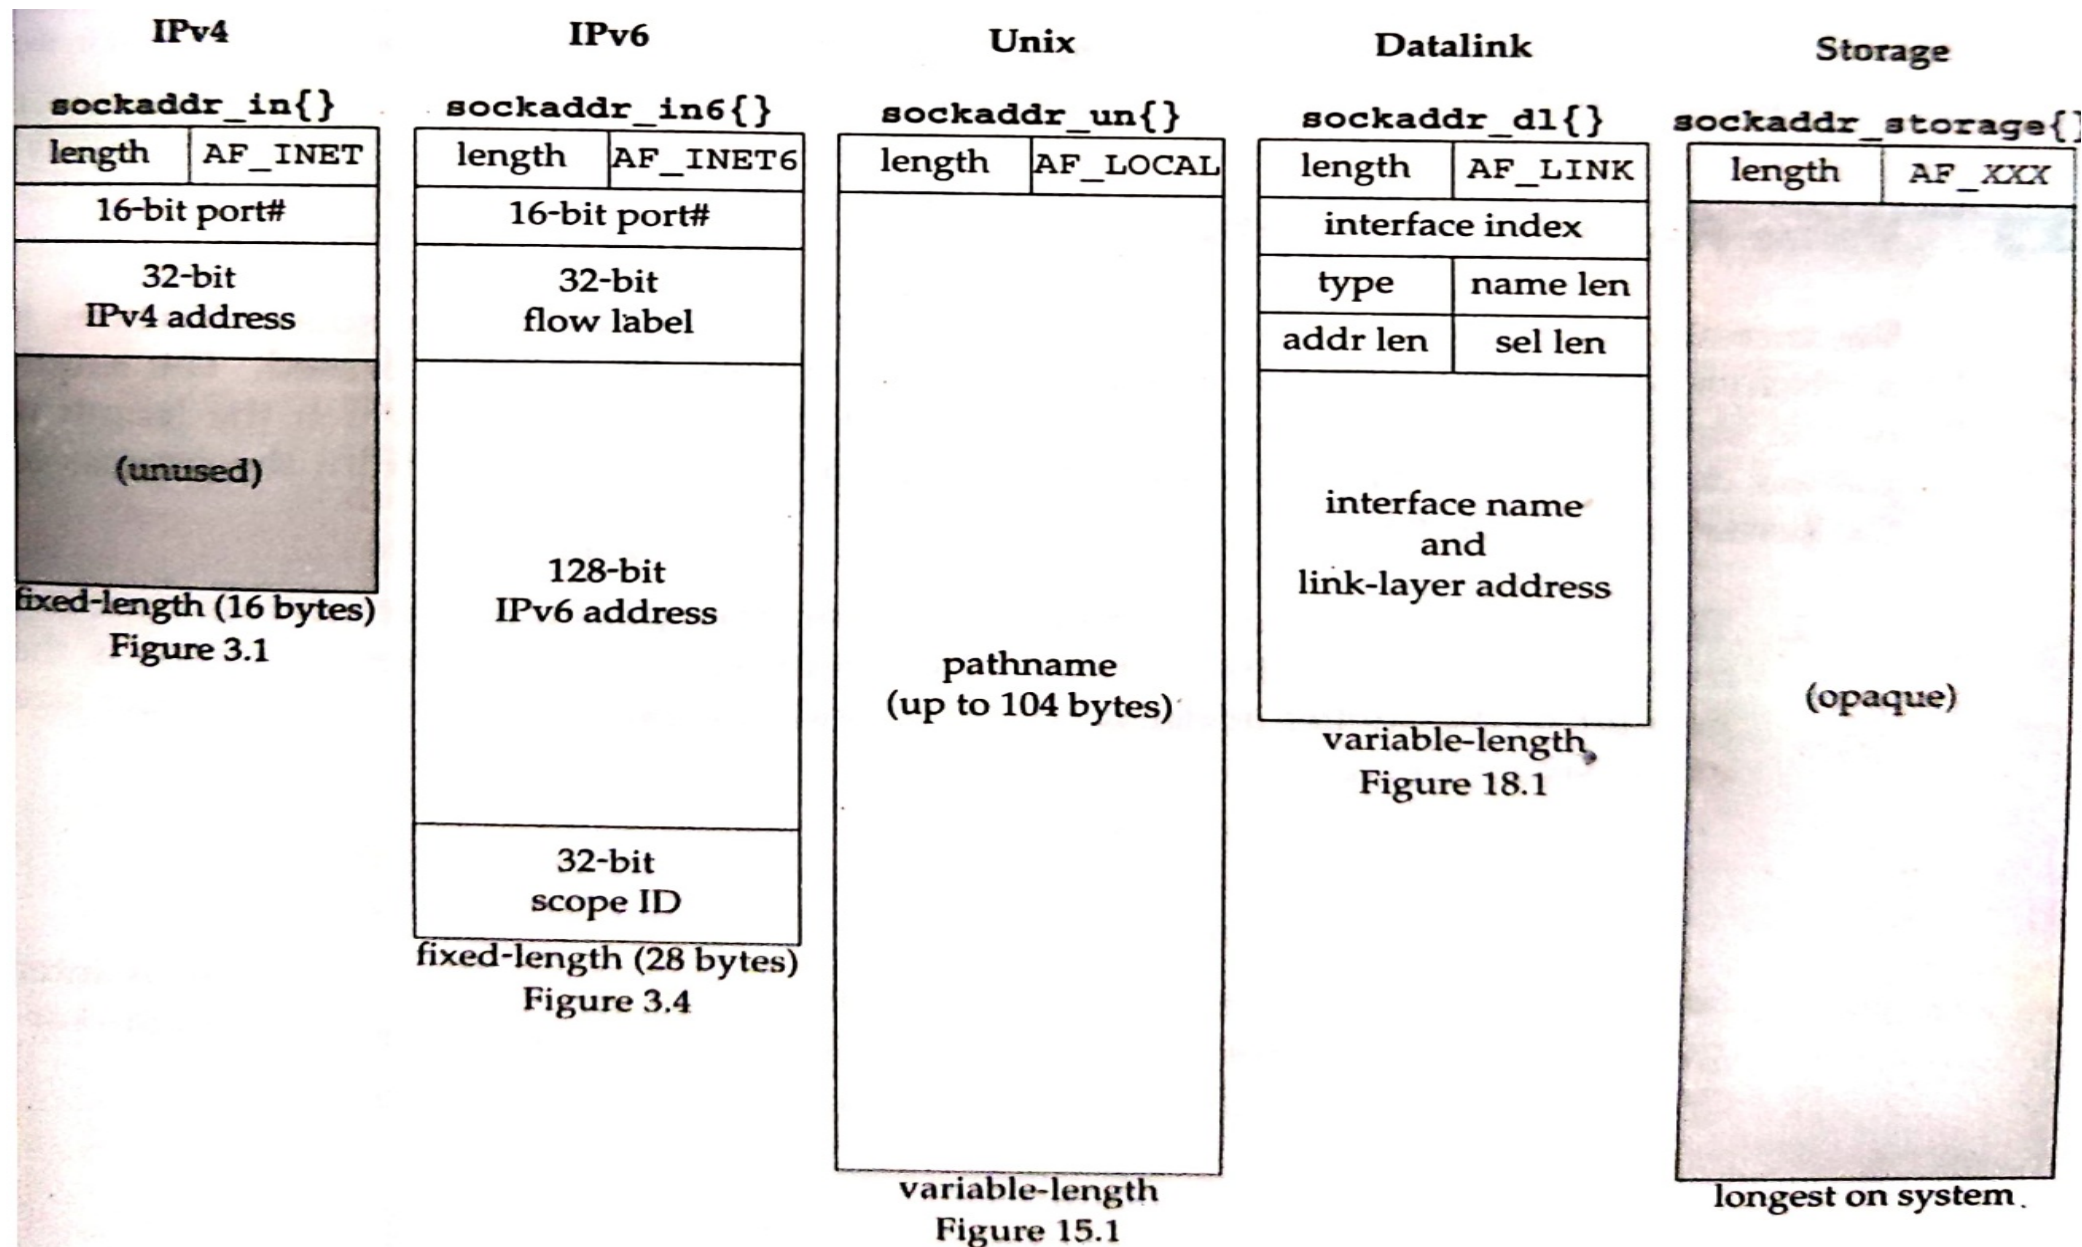 IPv4
sockaddr_in{}
length AF_INET
16-bit port#
32-bit
IPv4 address
(unused)
fixed-length (16 bytes)
Figure 3.1
IPv6
sockaddr_in6{}
length AF_INET6
16-bit port#
32-bit
flow label
128-bit
IPv6 address
32-bit
scope ID
fixed-length (28 bytes)
Figure 3.4
Unix
sockaddr_un{}
length AF_LOCAL
pathname
(up to 104 bytes)
variable-length
Figure 15.1
Datalink
sockaddr_dl{}
length AF_LINK
interface index
type name len
addr len sel len
interface name
and
link-layer address
variable-length
Figure 18.1
Storage
sockaddr_storage{}
length AF_XXX
(opaque)
longest on system